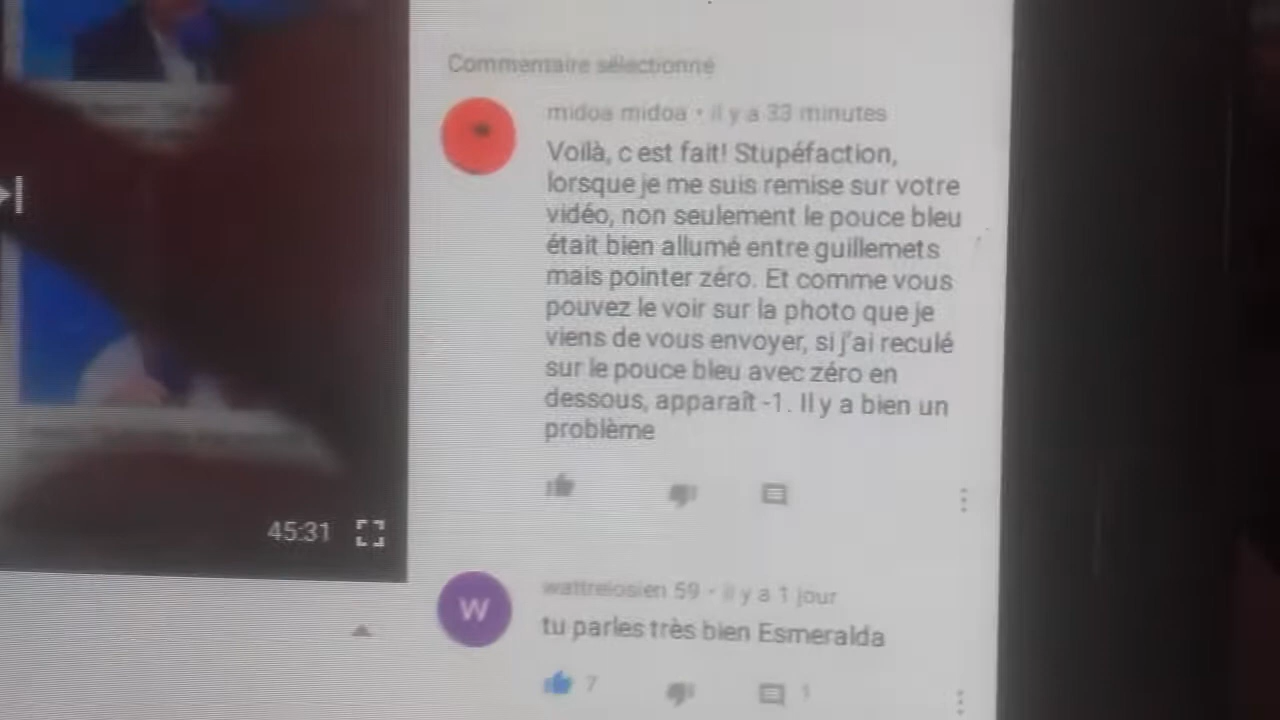 Commentaire sélectionné
midoa midoa • il y a 33 minutes
Voilà, c est fait! Stupéfaction,
lorsque je me suis remise sur votre
vidéo, non seulement le pouce bleu
était bien allumé entre guillemets
mais pointer zéro. Et comme vous
pouvez le voir sur la photo que je
viens de vous envoyer, si j'ai reculé
sur le pouce bleu avec zéro en
dessous, apparaît -1. Il y a bien un
problème
45:31
W
wattrelosien 59 • il y a 1 jour
tu parles très bien Esmeralda
7
1